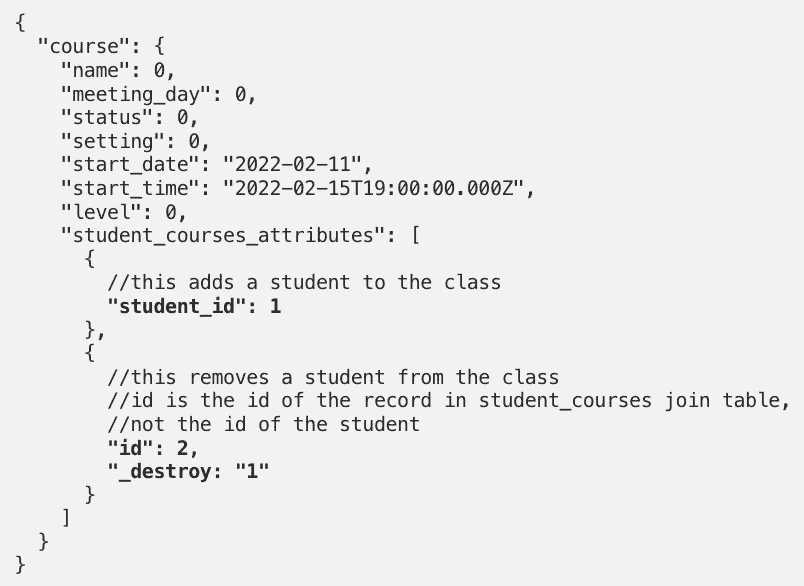 {
  "course": {
    "name": 0,
    "meeting_day": 0,
    "status": 0,
    "setting": 0,
    "start_date": "2022-02-11",
    "start_time": "2022-02-15T19:00:00.000Z",
    "level": 0,
    "student_courses_attributes": [
      {
        //this adds a student to the class
        "student_id": 1
      },
      {
        //this removes a student from the class
        //id is the id of the record in student_courses join table,
        //not the id of the student
        "id": 2,
        "_destroy: "1"
      }
    ]
  }
}